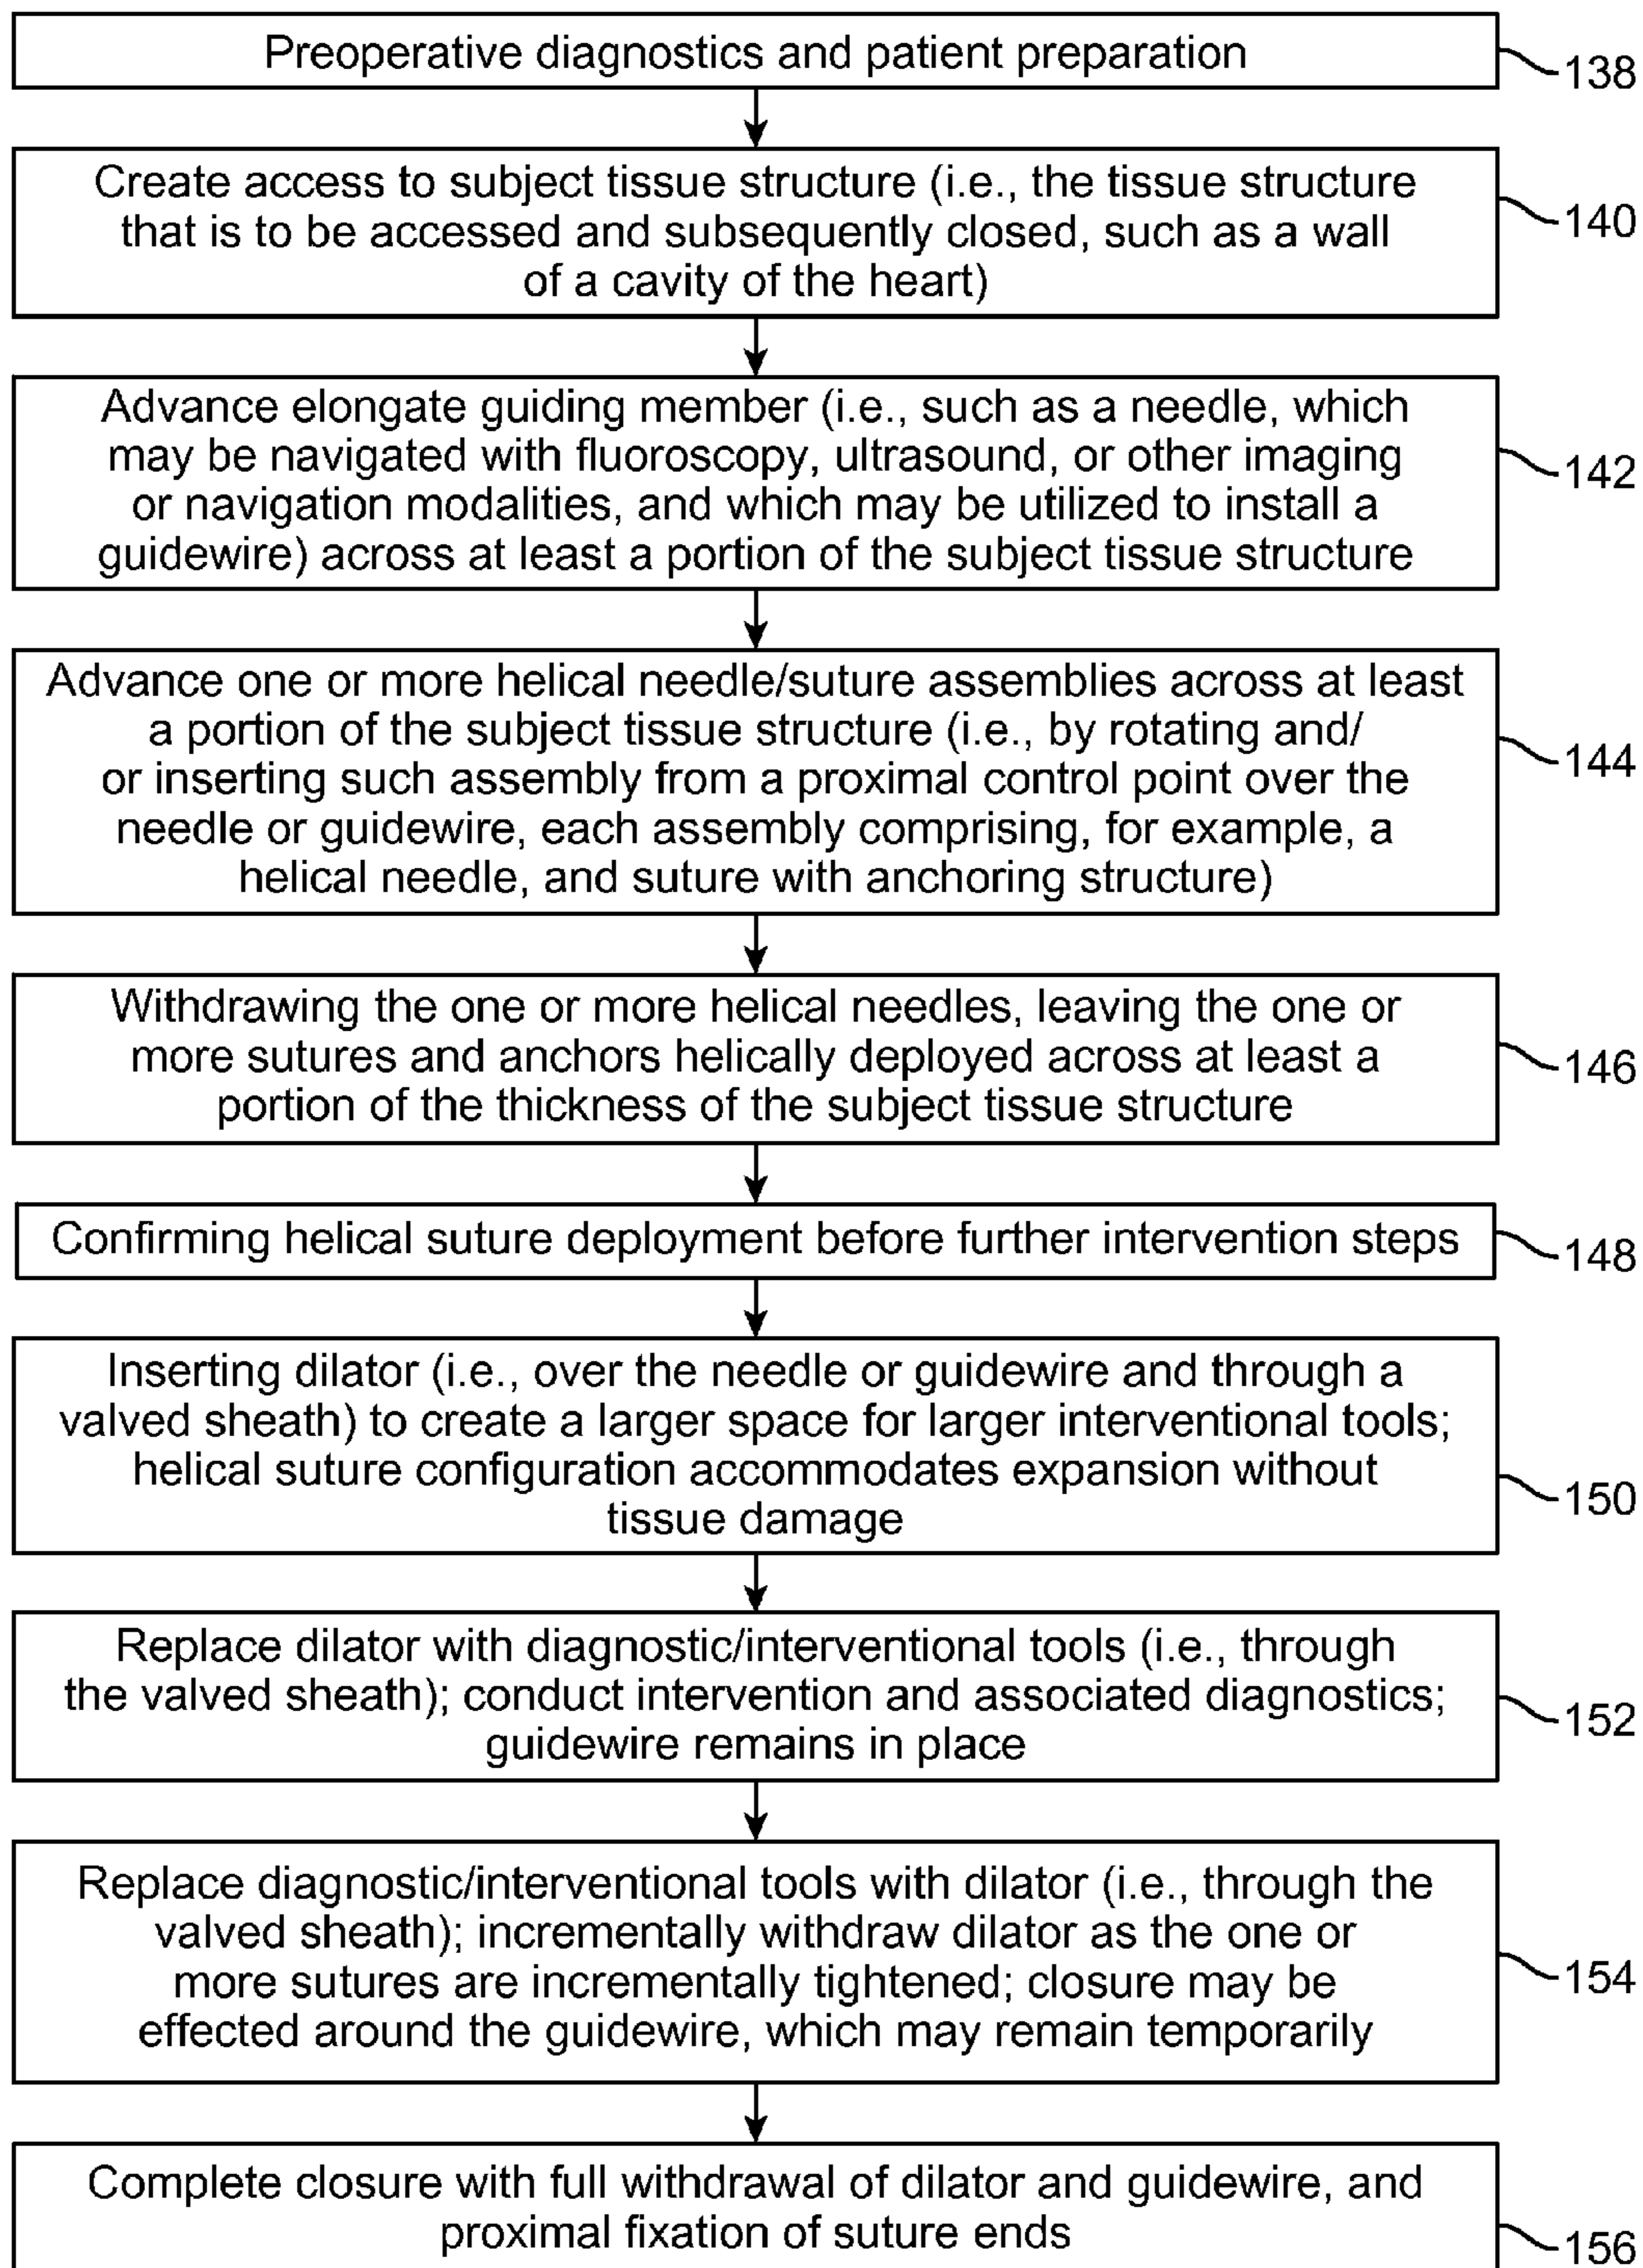 Preoperative diagnostics and patient preparation
138
Create access to subject tissue structure (i.e., the tissue structure
that is to be accessed and subsequently closed, such as a wall
of a cavity of the heart)
140
Advance elongate guiding member (i.e., such as a needle, which
may be navigated with fluoroscopy, ultrasound, or other imaging
or navigation modalities, and which may be utilized to install a
guidewire) across at least a portion of the subject tissue structure
142
Advance one or more helical needle/suture assemblies across at least
a portion of the subject tissue structure (i.e., by rotating and/
or inserting such assembly from a proximal control point over the
needle or guidewire, each assembly comprising, for example, a
helical needle, and suture with anchoring structure)
144
Withdrawing the one or more helical needles, leaving the one or
more sutures and anchors helically deployed across at least a
portion of the thickness of the subject tissue structure
146
Confirming helical suture deployment before further intervention steps
148
Inserting dilator (i.e., over the needle or guidewire and through a
valved sheath) to create a larger space for larger interventional tools;
helical suture configuration accommodates expansion without
tissue damage
150
Replace dilator with diagnostic/interventional tools (i.e., through
the valved sheath); conduct intervention and associated diagnostics;
guidewire remains in place
152
Replace diagnostic/interventional tools with dilator (i.e., through the
valved sheath); incrementally withdraw dilator as the one or
more sutures are incrementally tightened; closure may be
effected around the guidewire, which may remain temporarily
154
Complete closure with full withdrawal of dilator and guidewire, and
proximal fixation of suture ends
156